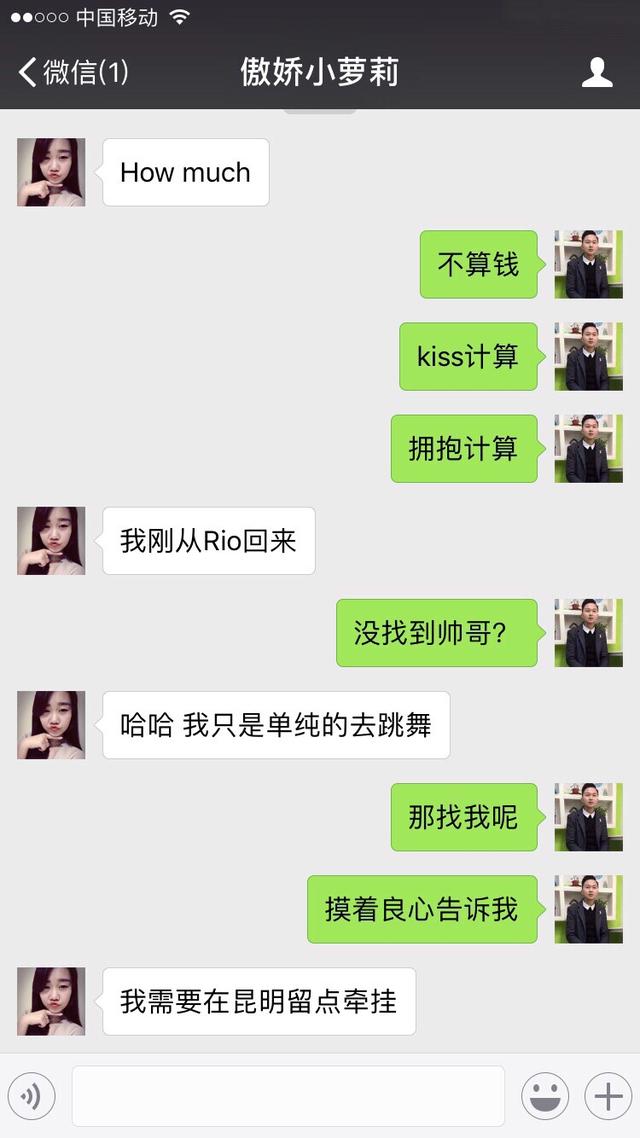 中国移动
微信(1)
傲娇小萝莉
How much
不算钱
kiss计算
拥抱计算
我刚从Rio回来
没找到帅哥?
哈哈 我只是单纯的去跳舞
那找我呢
摸着良心告诉我
我需要在昆明留点牵挂